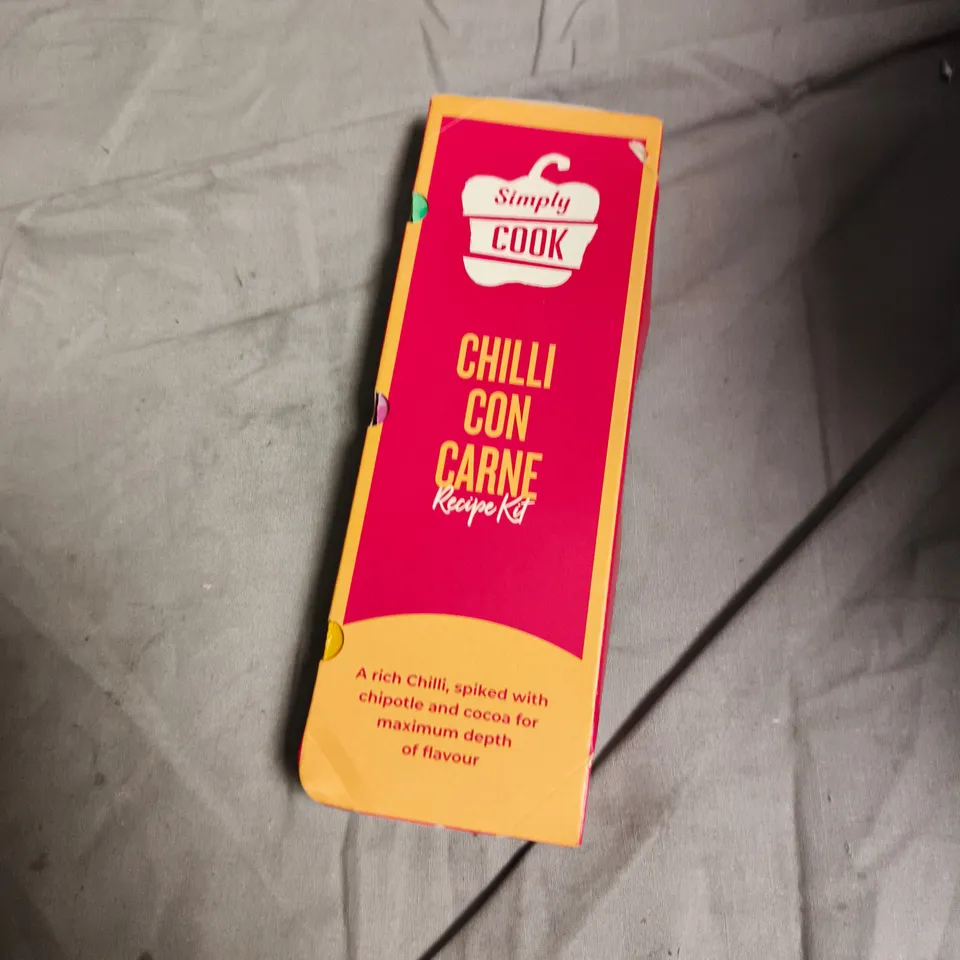 Simply
COOK
CHILLI
CON
CARNE
Recipe Kit
A rich Chilli, spiked with
chipotle and cocoa for
maximum depth
of flavour